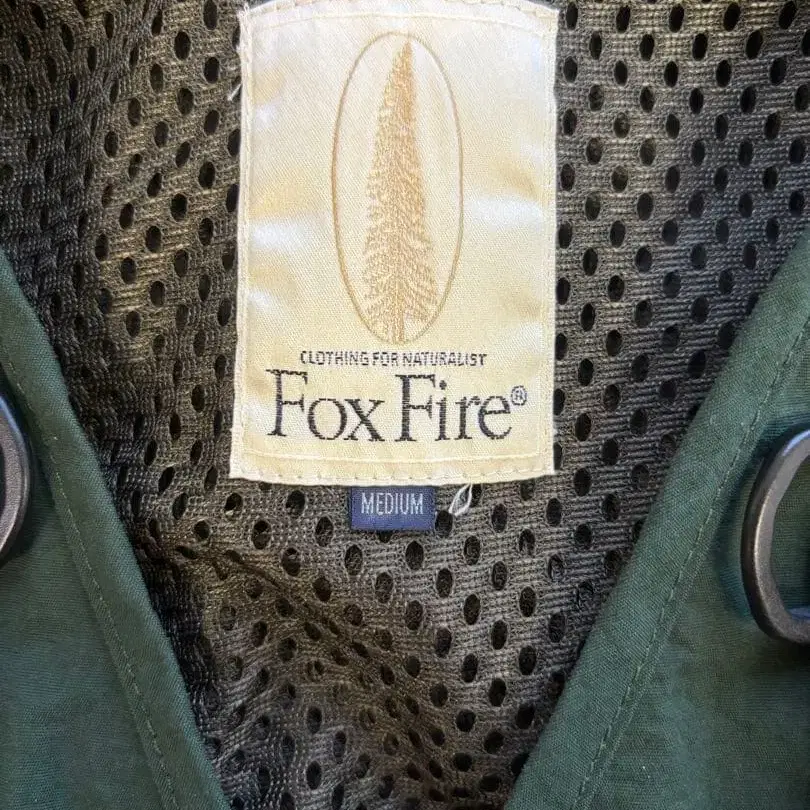 CLOTHING FOR NATURALIST
Fox Fire®
MEDIUM